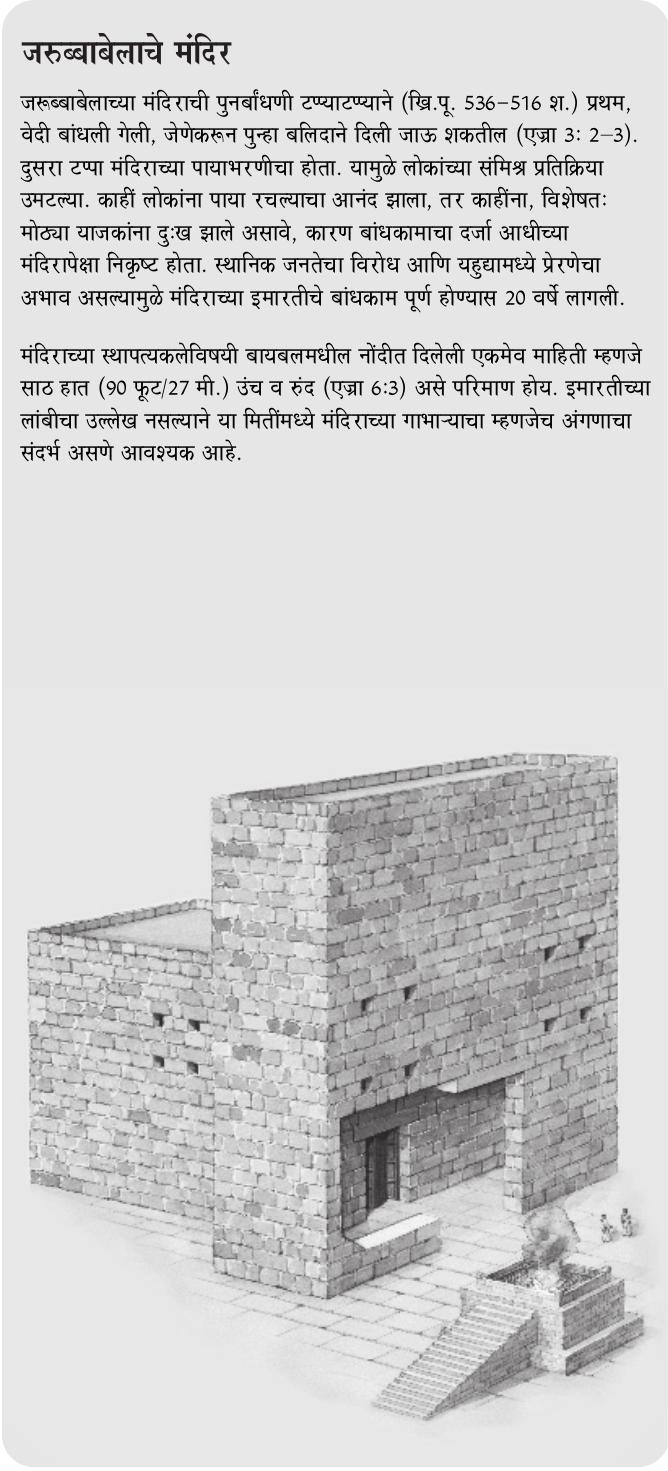 जरुब्बाबेलाचे मंदिर
जरूब्बाबेलाच्या मंदिराची पुनर्बांधणी टप्प्याटप्प्याने (ख्रि.पू. 536–516 श.) प्रथम,
वेदी बांधली गेली, जेणेकरून पुन्हा बलिदाने दिली जाऊ शकतील (एज्रा 3: 2–3).
दुसरा टप्पा मंदिराच्या पायाभरणीचा होता. यामुळे लोकांच्या संमिश्र प्रतिक्रिया
उमटल्या. काहीं लोकांना पाया रचल्याचा आनंद झाला, तर काहींना, विशेषतः
मोठ्या याजकांना दुःख झाले असावे, कारण बांधकामाचा दर्जा आधीच्या
मंदिरापेक्षा निकृष्ट होता. स्थानिक जनतेचा विरोध आणि यहुद्यामध्ये प्रेरणेचा
अभाव असल्यामुळे मंदिराच्या इमारतीचे बांधकाम पूर्ण होण्यास 20 वर्षे लागली.
मंदिराच्या स्थापत्यकलेविषयी बायबलमधील नोंदीत दिलेली एकमेव माहिती म्हणजे
साठ हात (90 फूट/27 मी.) उंच व रुंद (एज्रा 6:3) असे परिमाण होय. इमारतीच्या
लांबीचा उल्लेख नसल्याने या मितींमध्ये मंदिराच्या गाभाऱ्याचा म्हणजेच अंगणाचा
संदर्भ असणे आवश्यक आहे.